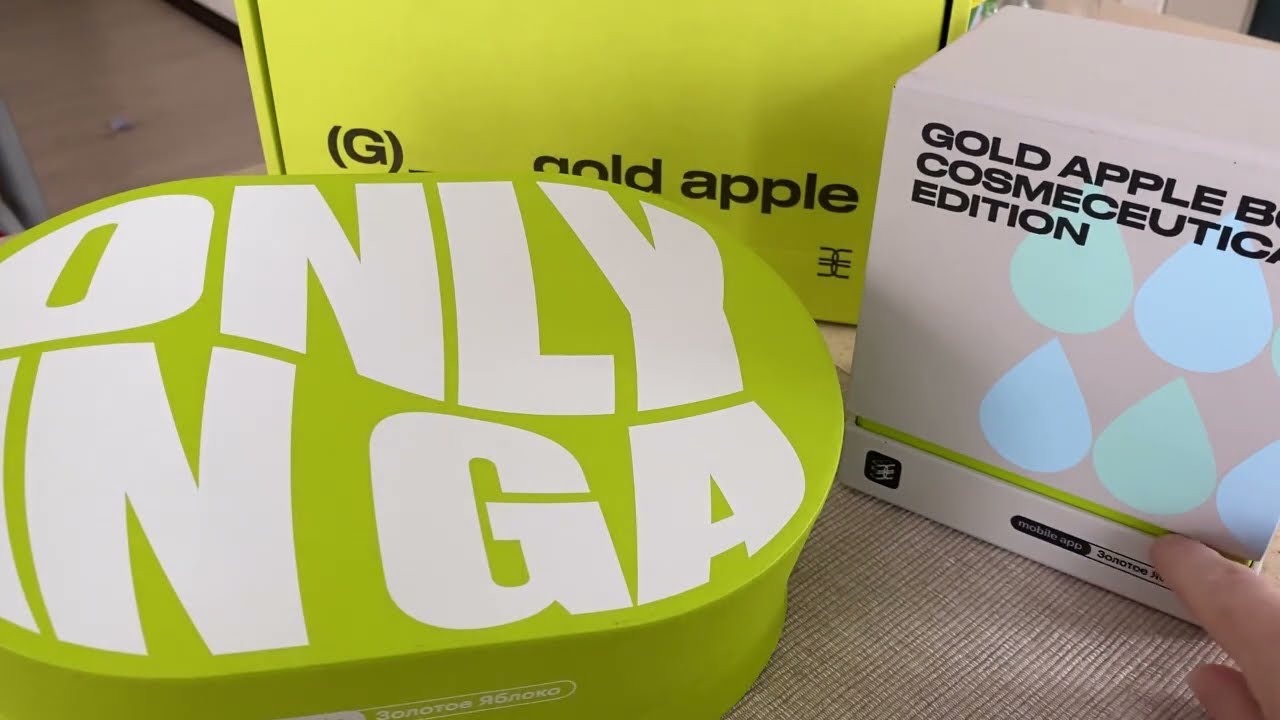 (G)
gold apple
ONLY
IN GA
Золотое Яблоко
GOLD APPLE
COSMECEUTICA
EDITION
mobile app
Золотое